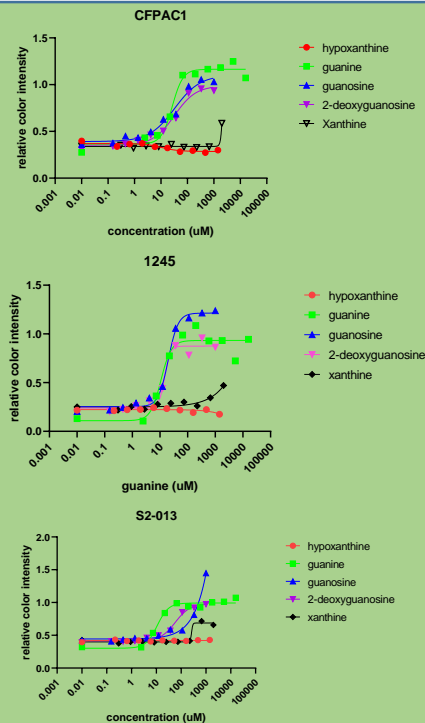 CFPAC1
relative color intensity
1.5
1.0
0.5
0.0
0.001
0.01
0.1
1
10
100
1000
10000
100000
concentration (uM)
hypoxanthine
guanine
guanosine
2-deoxyguanosine
Xanthine
1245
relative color intensity
1.5
1.0
0.5
0.0
0.001
0.01
0.1
1
10
100
1000
10000
100000
guanine (uM)
hypoxanthine
guanine
guanosine
2-deoxyguanosine
xanthine
S2-013
relative color intensity
2.0
1.5
1.0
0.5
0.0
0.001
0.01
0.1
1
10
100
1000
10000
100000
concentration (uM)
hypoxanthine
guanine
guanosine
2-deoxyguanosine
xanthine